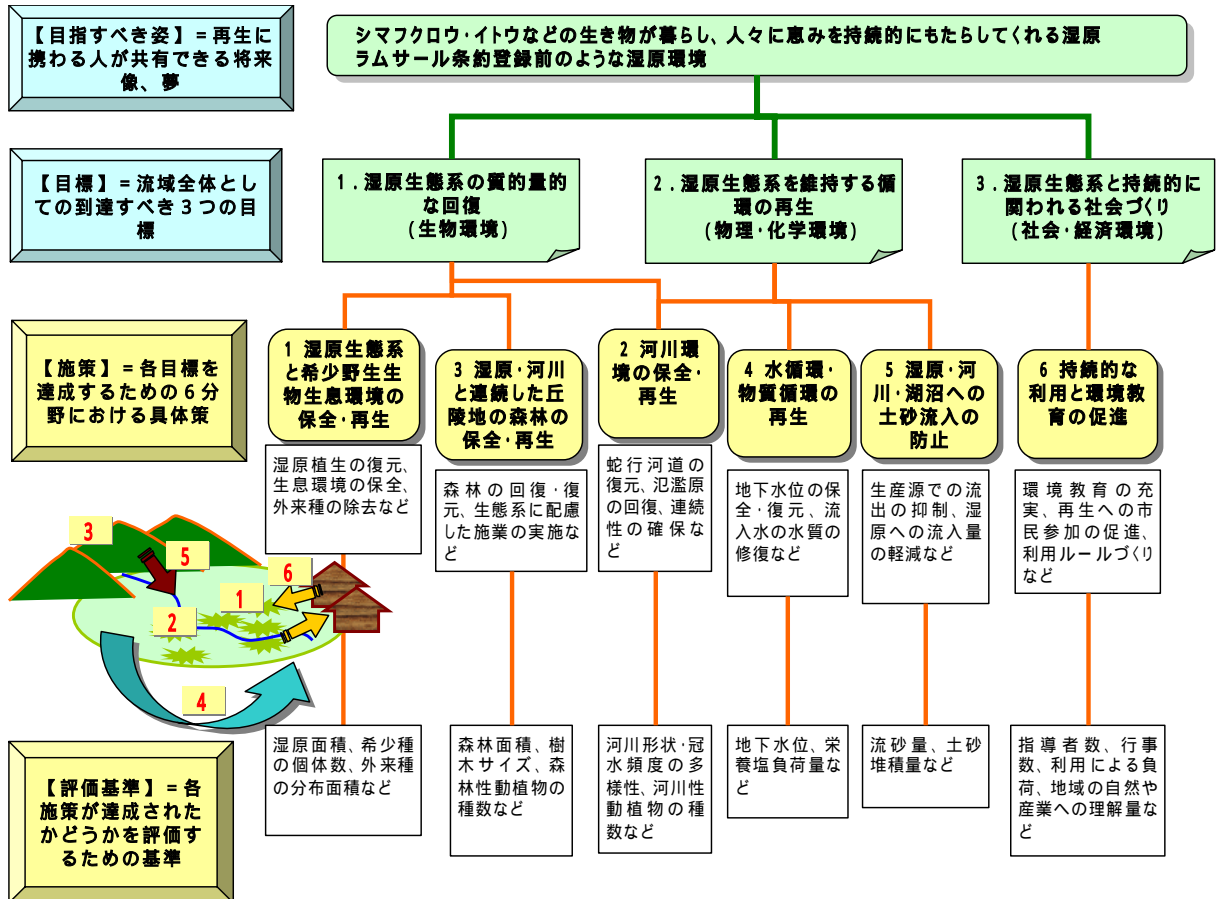 【目指すべき姿】＝再生に
携わる人が共有できる将来
像、夢
シマフクロウ・イトウなどの生き物が暮らし、人々に恵みを持続的にもたらしてくれる湿原
ラムサール条約登録前のような湿原環境
【目標】＝流域全体とし
ての到達すべき３つの目
標
１．湿原生態系の質的量的
な回復
(生物環境)
２．湿原生態系を維持する循
環の再生
(物理・化学環境)
３．湿原生態系と持続的に
関われる社会づくり
(社会・経済環境)
【施策】＝各目標を
達成するための６分
野における具体策
1 湿原生態系
と希少野生生
物生息環境の
保全・再生
3 湿原・河川
と連続した丘
陵地の森林の
保全・再生
2 河川環
境の保全・
再生
4 水循環・
物質循環の
再生
5 湿原・河
川・湖沼への
土砂流入の
防止
6 持続的な
利用と環境教
育の促進
湿原植生の復元、
生息環境の保全、
外来種の除去など
森林の回復・復
元、生態系に配慮
した施業の実施な
ど
蛇行河道の
復元、氾濫原
の回復、連続
性の確保な
ど
地下水位の保
全・復元、流
入水の水質の
修復など
生産源での流
出の抑制、湿
原への流入量
の軽減など
環境教育の充
実、再生への市
民参加の促進、
利用ルールづくり
など
3
5
6
1
2
4
【評価基準】＝各
施策が達成された
かどうかを評価す
るための基準
湿原面積、希少種
の個体数、外来種
の分布面積など
森林面積、樹
木サイズ、森
林性動植物の
種数など
河川形状・冠
水頻度の多
様性、河川性
動植物の種
数など
地下水位、栄
養塩負荷量な
ど
流砂量、土砂
堆積量など
指導者数、行事
数、利用による負
荷、地域の自然や
産業への理解量な
ど